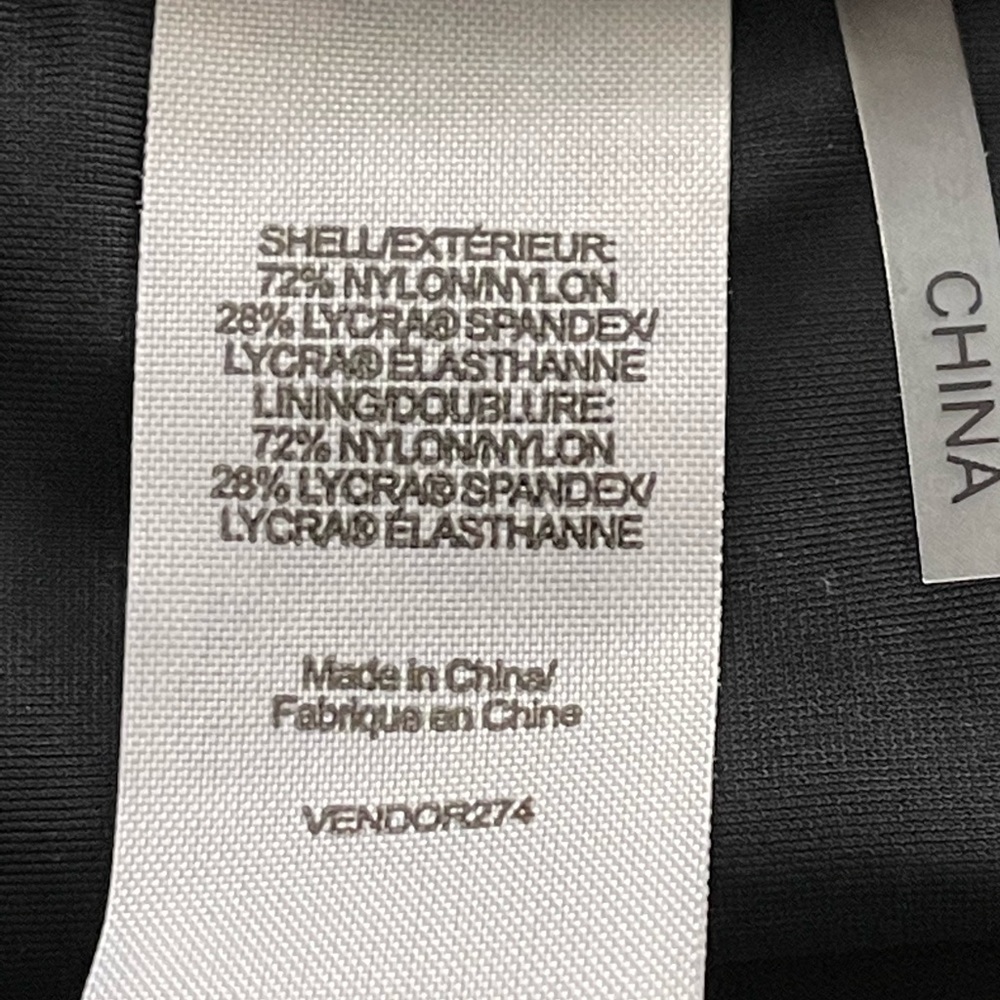 SHELL/EXTÉRIEUR:
72% NYLON/NYLON
28% LYCRA® SPANDEX/
LYCRA® ÉLASTHANNE
LINING/DOUBLURE:
72% NYLON/NYLON
28% LYCRA® SPANDEX/
LYCRA® ÉLASTHANNE
Made in China/
Fabrique en Chine
VENDOR274
CHINA